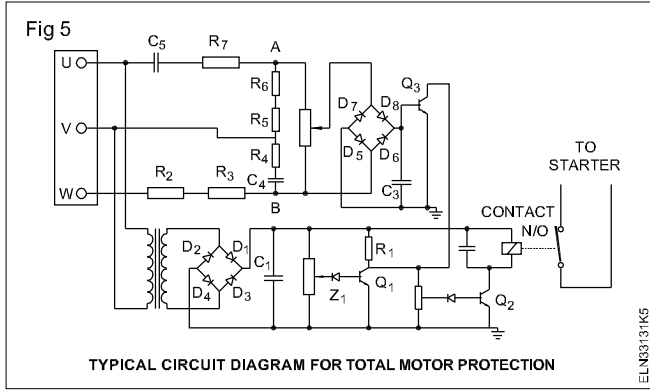 Fig 5
U
C5
R7
A
R6
V
R5
R4
C4
W
R2
R3
B
D7
D8
D5
D6
Q3
C3
TO
STARTER
CONTACT
N/O
D2
D1
D4
D3
C1
R1
Z1
Q1
Q2
TYPICAL CIRCUIT DIAGRAM FOR TOTAL MOTOR PROTECTION
ELN33131K5